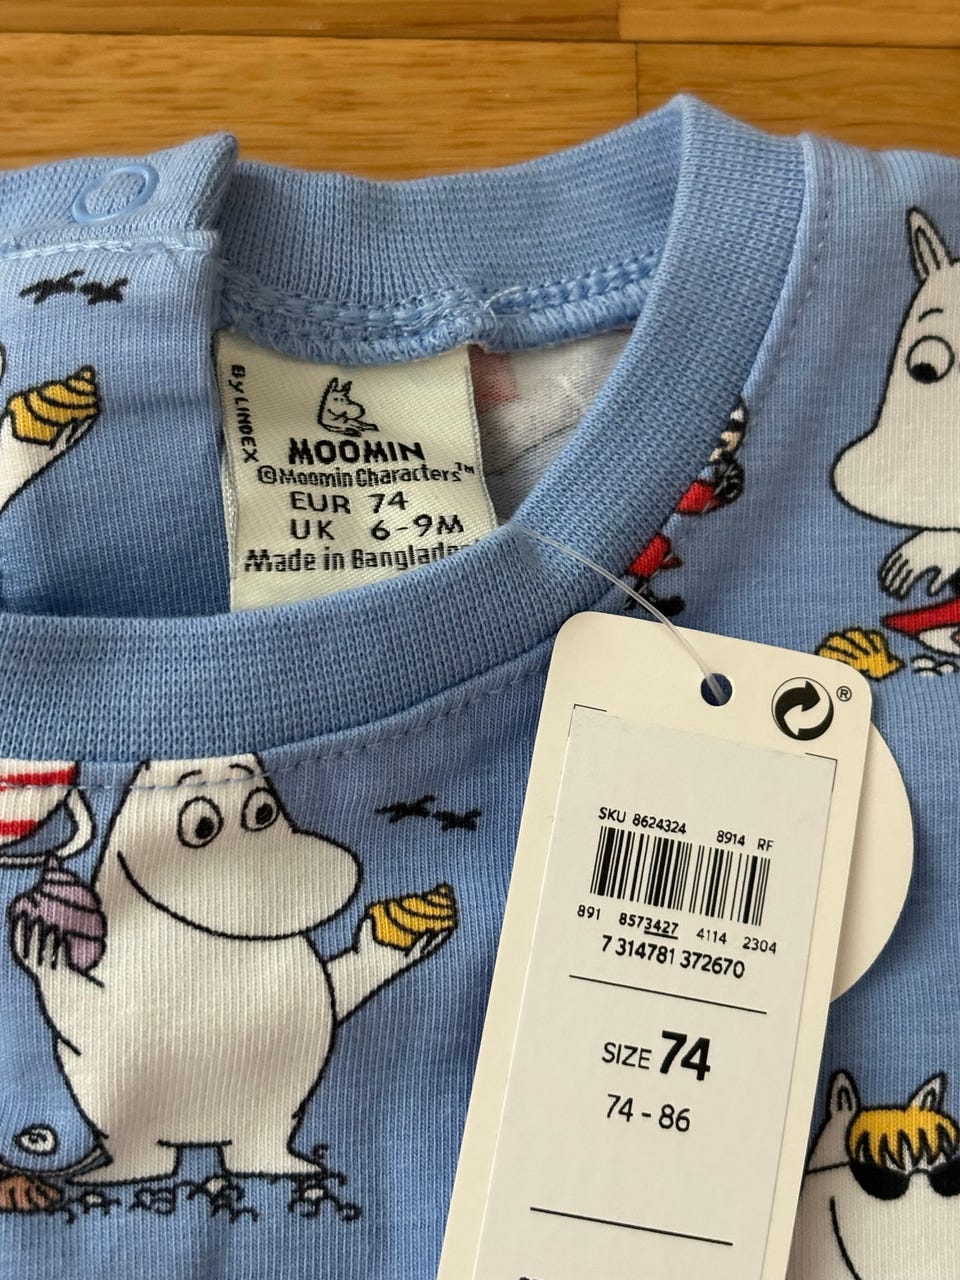 By LINDEX
MOOMIN
©Moomin Characters™
EUR 74
UK 6-9M
Made in
®
SKU 8624324 8914 RF
891 8573427 4114 2304
7 314781 372670
SIZE 74
74 - 86